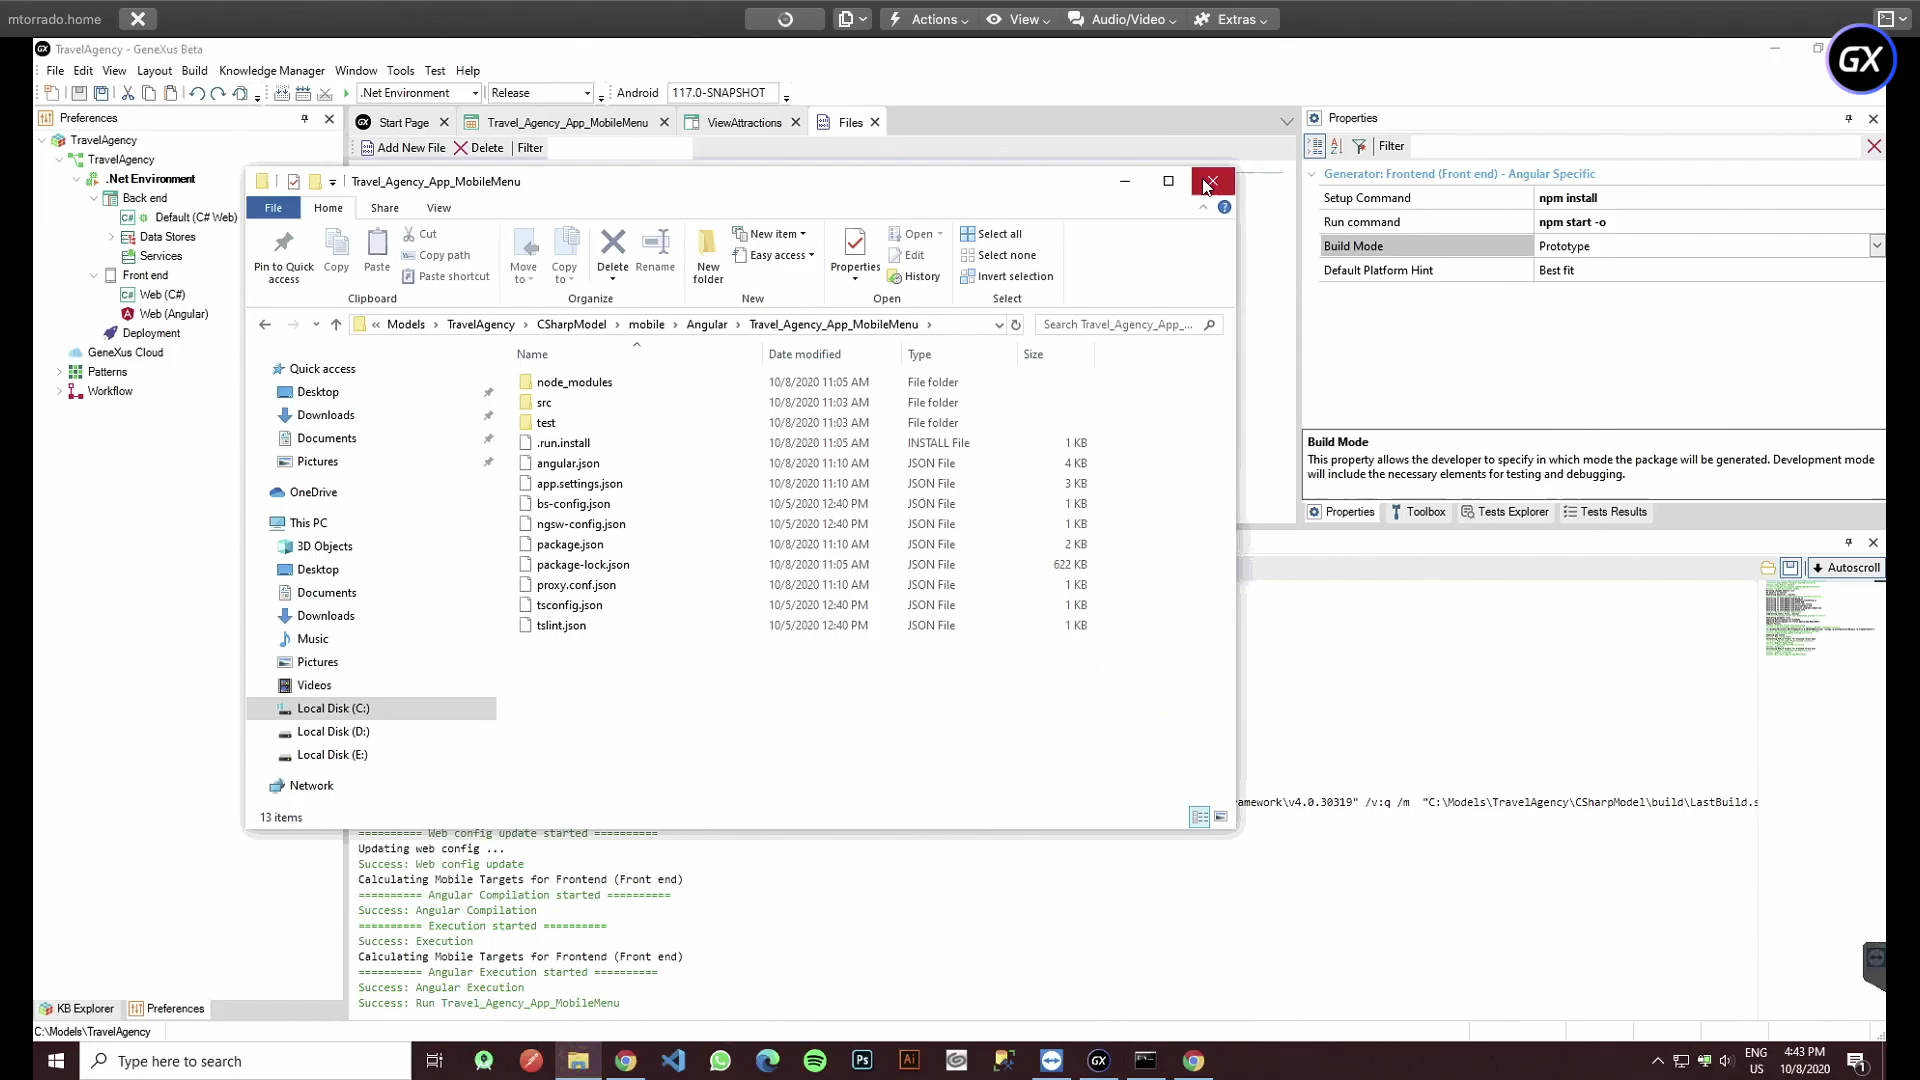 mtorrado.home
Actions
View
Audio/Video
Extras
GX
TravelAgency - GeneXus Beta
File Edit View Layout Build Knowledge Manager Window Tools Test Help
.Net Environment
Release
Android
117.0-SNAPSHOT
Preferences
Start Page
Travel_Agency_App_MobileMenu
ViewAttractions
Files
Properties
Add New File
Delete
Filter
Filter
TravelAgency
TravelAgency
.Net Environment
Back end
Default (C# Web)
Data Stores
Services
Front end
Web (C#)
Web (Angular)
Deployment
GeneXus Cloud
Patterns
Workflow
Travel_Agency_App_MobileMenu
File Home Share View
Pin to Quick access
Copy
Paste
Cut
Copy path
Paste shortcut
Clipboard
Move to
Copy to
Delete
Rename
Organize
New folder
New item
Easy access
New
Properties
Open
Edit
History
Open
Select all
Select none
Invert selection
Select
« Models > TravelAgency > CSharpModel > mobile > Angular > Travel_Agency_App_MobileMenu >
Search Travel_Agency_App_...
Quick access
Desktop
Downloads
Documents
Pictures
OneDrive
This PC
3D Objects
Desktop
Documents
Downloads
Music
Pictures
Videos
Local Disk (C:)
Local Disk (D:)
Local Disk (E:)
Network
Name Date modified Type Size
node_modules 10/8/2020 11:05 AM File folder
src 10/8/2020 11:03 AM File folder
test 10/8/2020 11:03 AM File folder
.run.install 10/8/2020 11:05 AM INSTALL File 1 KB
angular.json 10/8/2020 11:10 AM JSON File 4 KB
app.settings.json 10/8/2020 11:10 AM JSON File 3 KB
bs-config.json 10/5/2020 12:40 PM JSON File 1 KB
ngsw-config.json 10/5/2020 12:40 PM JSON File 1 KB
package.json 10/8/2020 11:10 AM JSON File 2 KB
package-lock.json 10/8/2020 11:05 AM JSON File 622 KB
proxy.conf.json 10/8/2020 11:10 AM JSON File 1 KB
tsconfig.json 10/5/2020 12:40 PM JSON File 1 KB
tslint.json 10/5/2020 12:40 PM JSON File 1 KB
13 items
Generator: Frontend (Front end) - Angular Specific
Setup Command npm install
Run command npm start -o
Build Mode Prototype
Default Platform Hint Best fit
Build Mode
This property allows the developer to specify in which mode the package will be generated. Development mode
will include the necessary elements for testing and debugging.
Properties Toolbox Tests Explorer Tests Results
Autoscroll
amework\v4.0.30319" /v:q /m "C:\Models\TravelAgency\CSharpModel\build\LastBuild.s
========== Web config update started ==========
Updating web config ...
Success: Web config update
Calculating Mobile Targets for Frontend (Front end)
========== Angular Compilation started ==========
Success: Angular Compilation
========== Execution started ==========
Success: Execution
Calculating Mobile Targets for Frontend (Front end)
========== Angular Execution started ==========
Success: Angular Execution
Success: Run Travel_Agency_App_MobileMenu
KB Explorer
Preferences
C:\Models\TravelAgency
Type here to search
Ps
Ai
GX
ENG
US
4:43 PM
10/8/2020
1